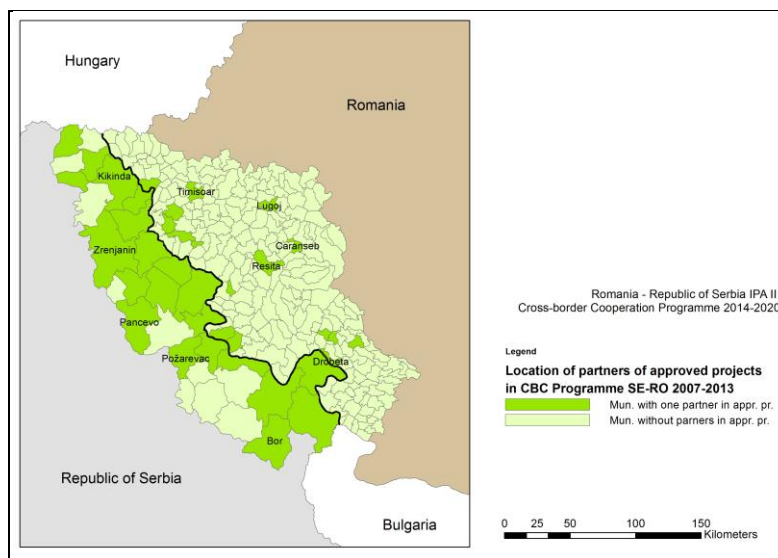 Hungary
Romania
Kikinda
Timisoar
Lugoj
Caranseb
Zrenjanin
Resita
Pancevo
Požarevac
Drobeta
Bor
Republic of Serbia
Bulgaria
Romania - Republic of Serbia IPA II
Cross-border Cooperation Programme 2014-2020
Legend
Location of partners of approved projects
in CBC Programme SE-RO 2007-2013
Mun. with one partner in appr. pr.
Mun. without parners in appr. pr.
0 25 50 100 150
Kilometers